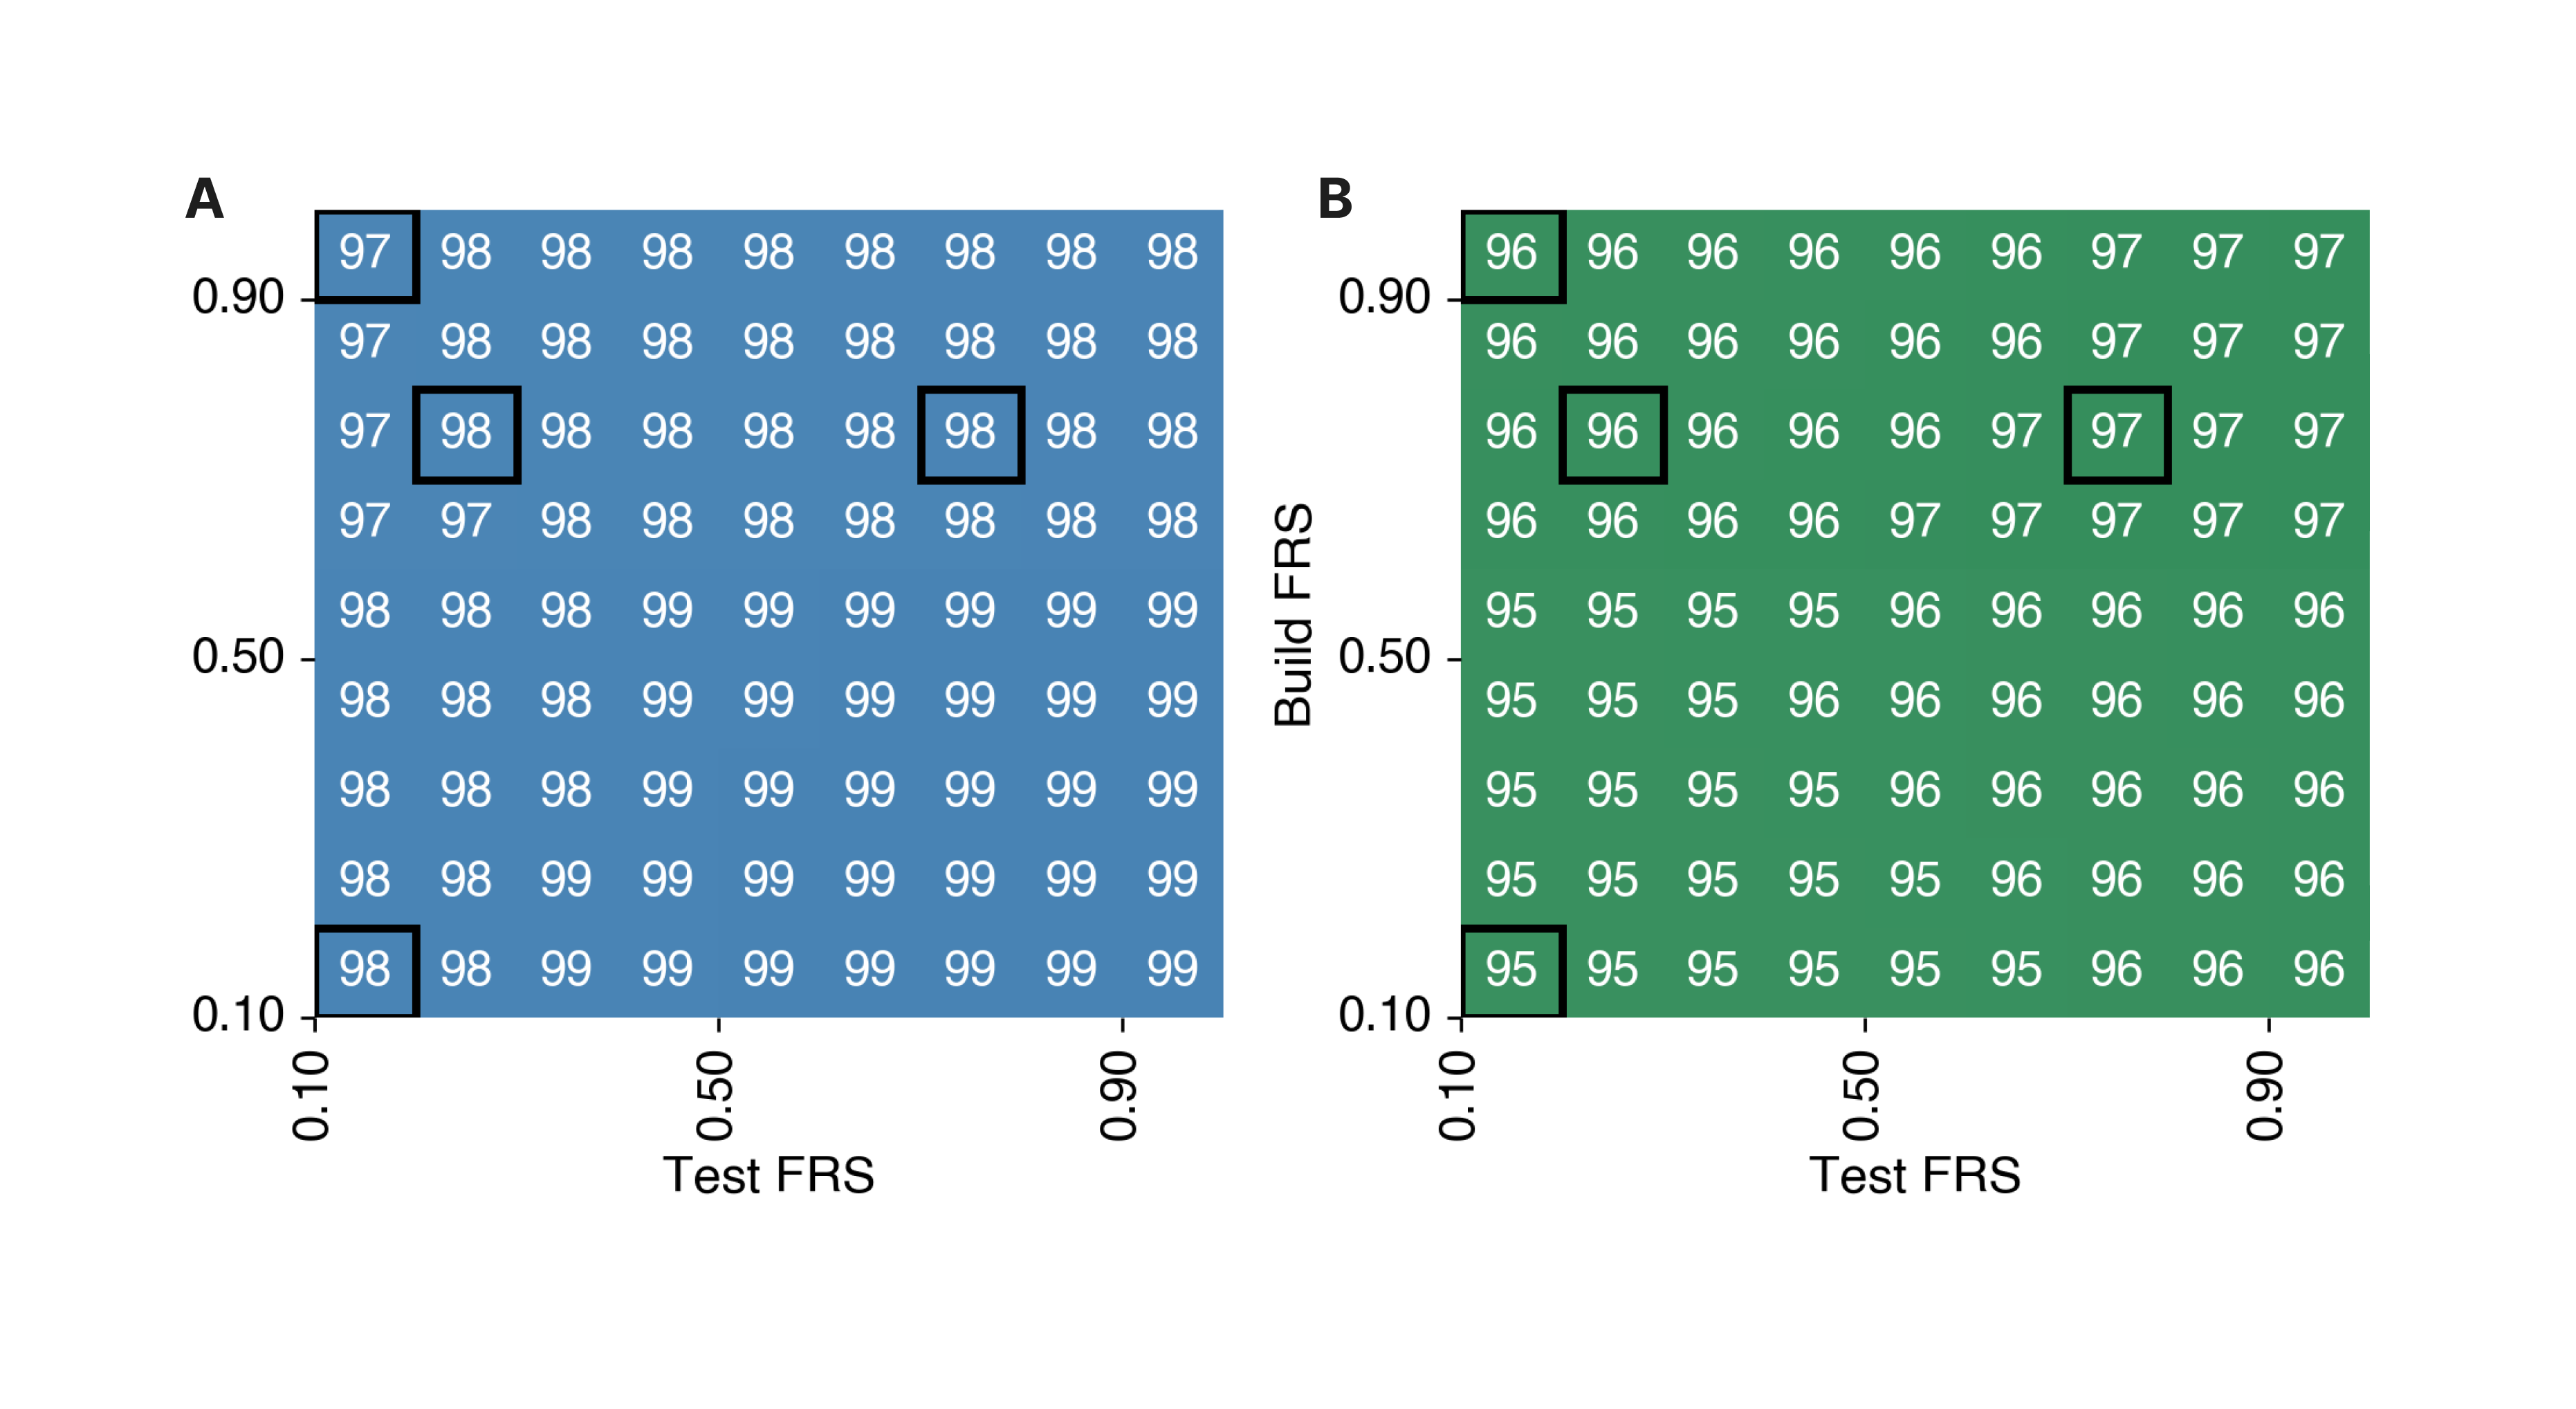 A
97 98 98 98 98 98 98 98 98
0.90
97 98 98 98 98 98 98 98 98
97 98 98 98 98 98 98 98 98
97 97 98 98 98 98 98 98 98
98 98 98 99 99 99 99 99 99
0.50
98 98 98 99 99 99 99 99 99
98 98 98 99 99 99 99 99 99
98 98 99 99 99 99 99 99 99
98 98 99 99 99 99 99 99 99
0.10
0.10 0.50 0.90
Test FRS
B
Build FRS
96 96 96 96 96 96 97 97 97
0.90
96 96 96 96 96 96 97 97 97
96 96 96 96 96 97 97 97 97
96 96 96 96 97 97 97 97 97
95 95 95 95 96 96 96 96 96
0.50
95 95 95 96 96 96 96 96 96
95 95 95 95 96 96 96 96 96
95 95 95 95 95 96 96 96 96
95 95 95 95 95 95 96 96 96
0.10
0.10 0.50 0.90
Test FRS